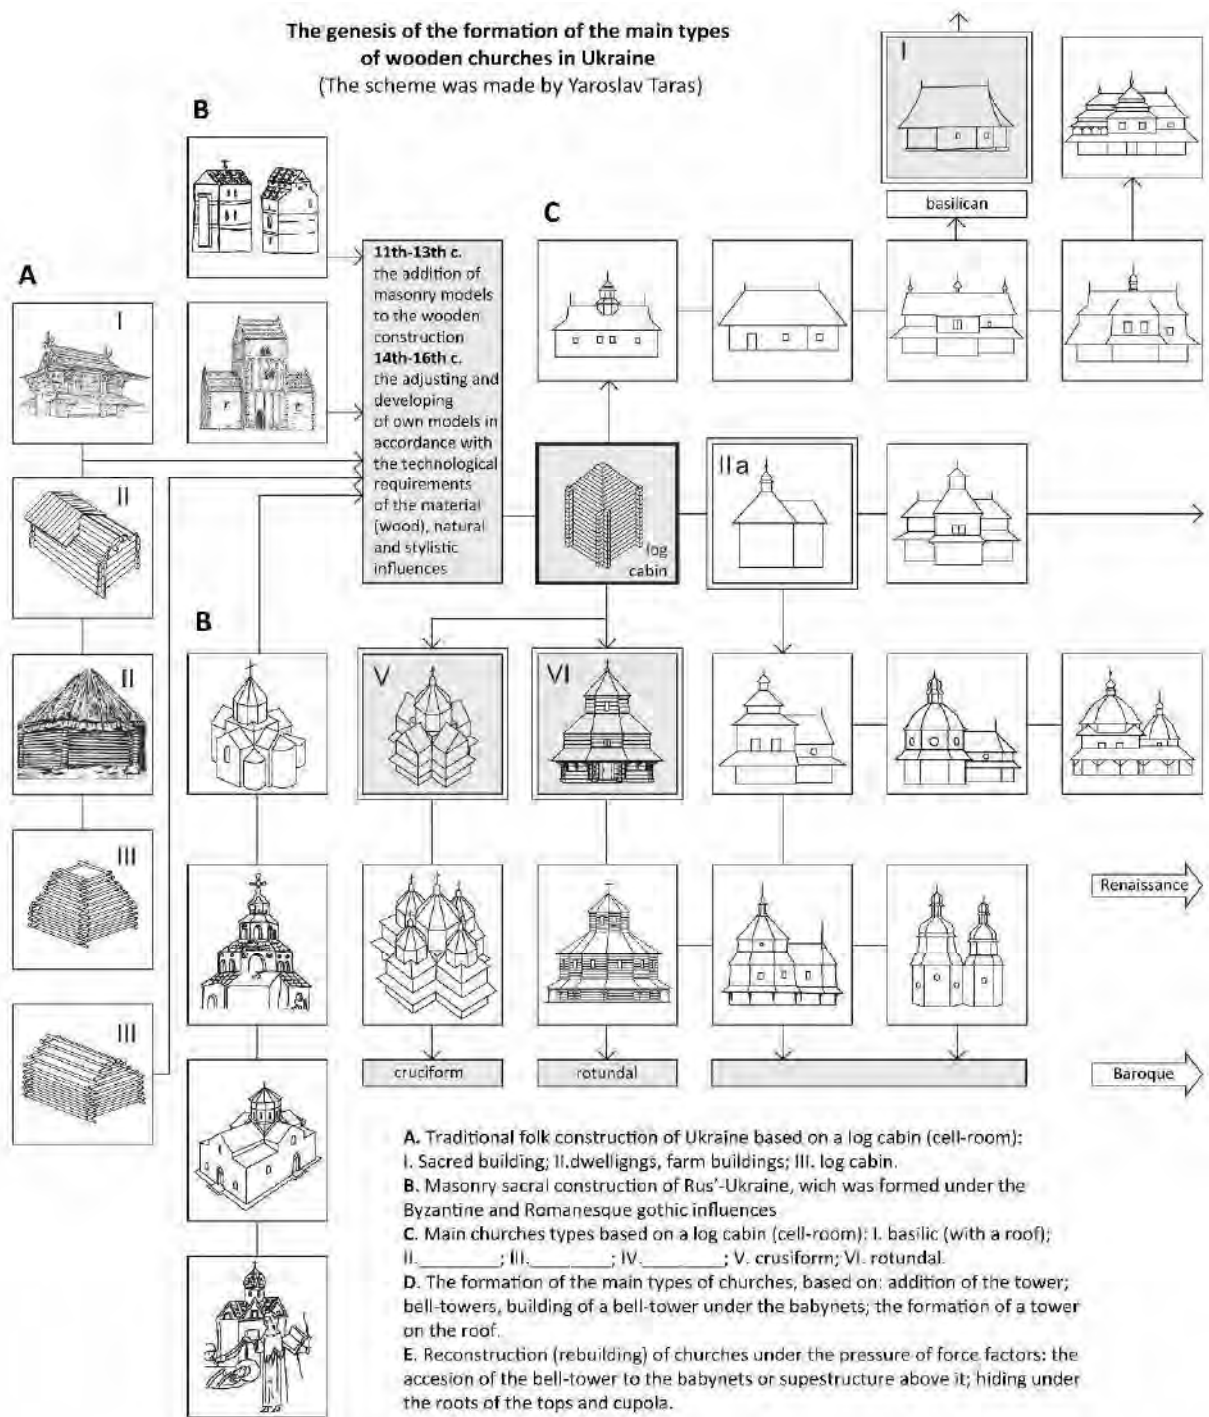 The genesis of the formation of the main types
of wooden churches in Ukraine
(The scheme was made by Yaroslav Taras)
B
I
basilican
C
A
11th-13th c.
the addition of
masonry models
to the wooden
construction
14th-16th c.
the adjusting and
developing
of own models in
accordance with
the technological
requirements
of the material
(wood), natural
and stylistic
influences
I
II
log
cabin
IIa
B
II
V
VI
III
Renaissance
III
cruciform
rotundal
Baroque
A. Traditional folk construction of Ukraine based on a log cabin (cell-room):
I. Sacred building; II.dwelligngs, farm buildings; III. log cabin.
B. Masonry sacral construction of Rus'-Ukraine, wich was formed under the
Byzantine and Romanesque gothic influences
C. Main churches types based on a log cabin (cell-room): I. basilic (with a roof);
II.________; III.________; IV.________; V. crusiform; VI. rotundal.
D. The formation of the main types of churches, based on: addition of the tower;
bell-towers, building of a bell-tower under the babynets; the formation of a tower
on the roof.
E. Reconstruction (rebuilding) of churches under the pressure of force factors: the
accesion of the bell-tower to the babynets or supestructure above it; hiding under
the roots of the tops and cupola.